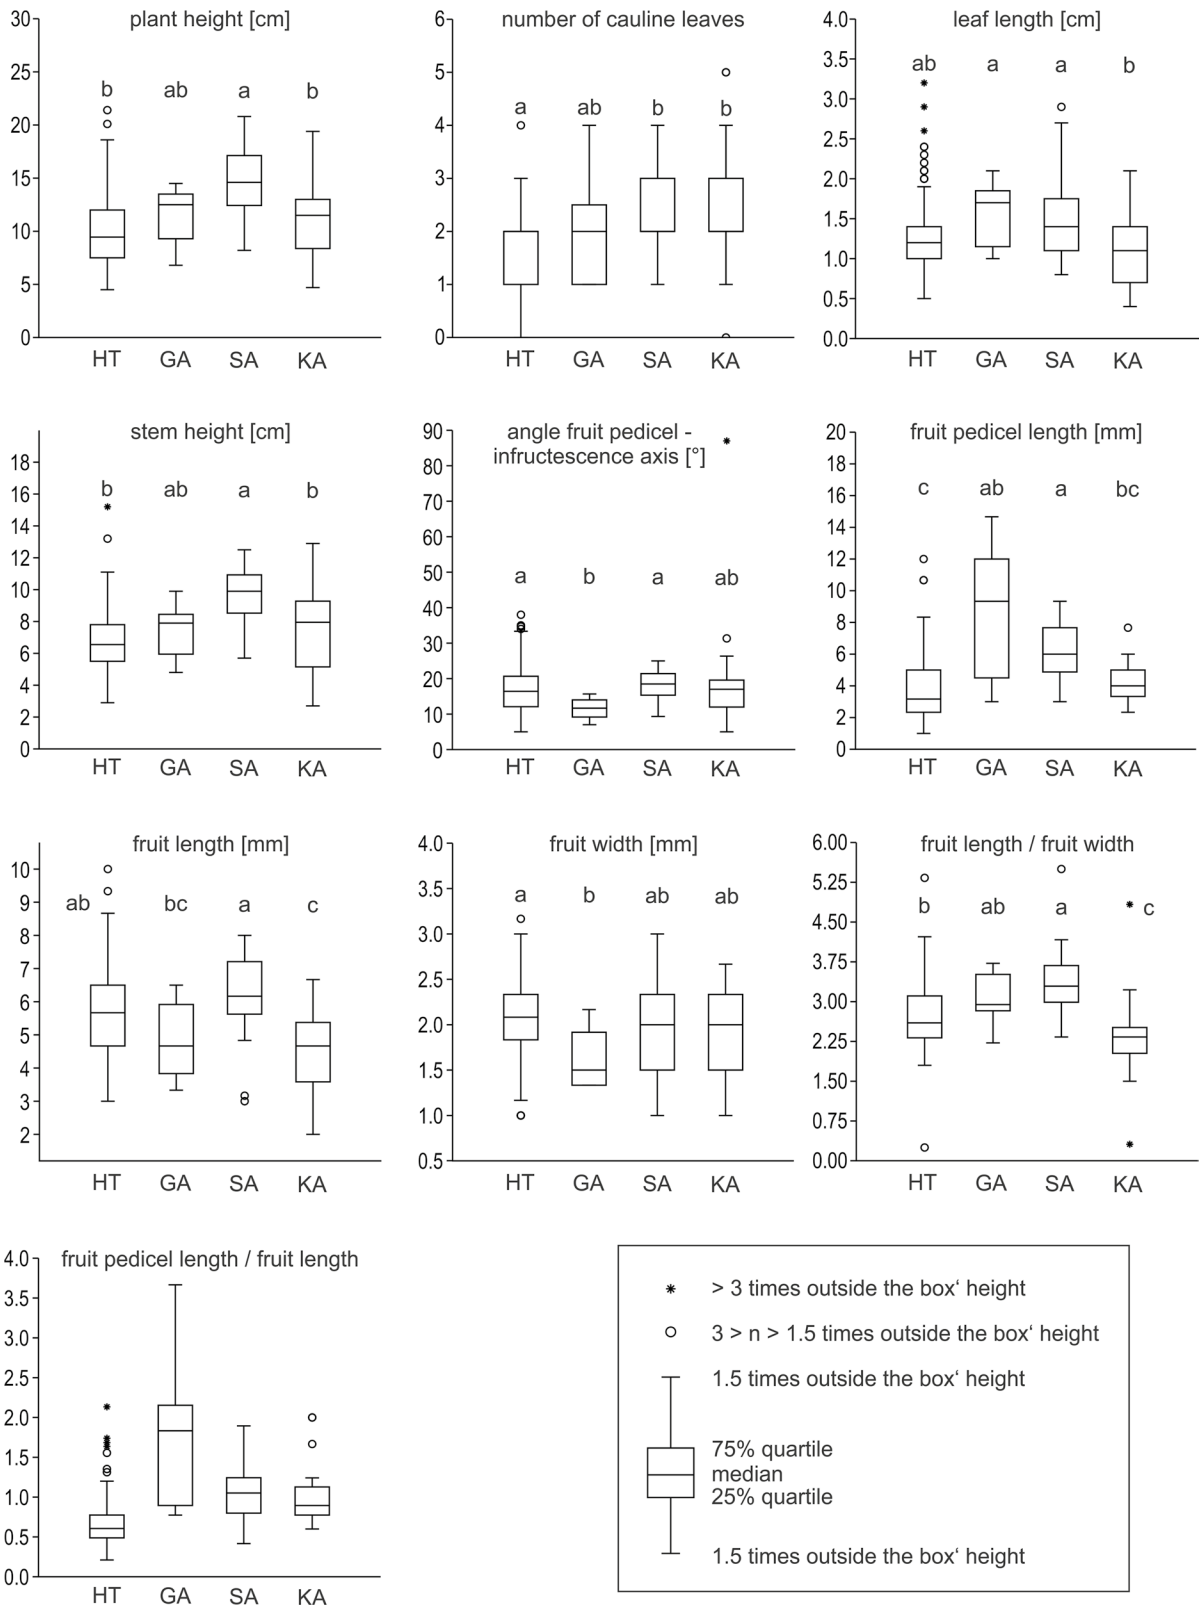 plant height [cm]
30
25
20
15
10
5
0
b ab a b
HT GA SA KA
number of cauline leaves
6
5
4
3
2
1
0
a ab b b
HT GA SA KA
leaf length [cm]
4.0
3.5
3.0
2.5
2.0
1.5
1.0
0.5
0.0
ab a a b
HT GA SA KA
stem height [cm]
18
16
14
12
10
8
6
4
2
0
b ab a b
HT GA SA KA
angle fruit pedicel -
infructescence axis [°]
90
80
70
60
50
40
30
20
10
0
a b a ab
HT GA SA KA
fruit pedicel length [mm]
20
18
16
14
12
10
8
6
4
2
0
c ab a bc
HT GA SA KA
fruit length [mm]
10
9
8
7
6
5
4
3
2
ab bc a c
HT GA SA KA
fruit width [mm]
4.0
3.5
3.0
2.5
2.0
1.5
1.0
0.5
a b ab ab
HT GA SA KA
fruit length / fruit width
6.00
5.25
4.50
3.75
3.00
2.25
1.50
0.75
0.00
b ab a c
HT GA SA KA
fruit pedicel length / fruit length
4.0
3.5
3.0
2.5
2.0
1.5
1.0
0.5
0.0
HT GA SA KA
> 3 times outside the box‘ height
3 > n > 1.5 times outside the box‘ height
1.5 times outside the box‘ height
75% quartile
median
25% quartile
1.5 times outside the box‘ height